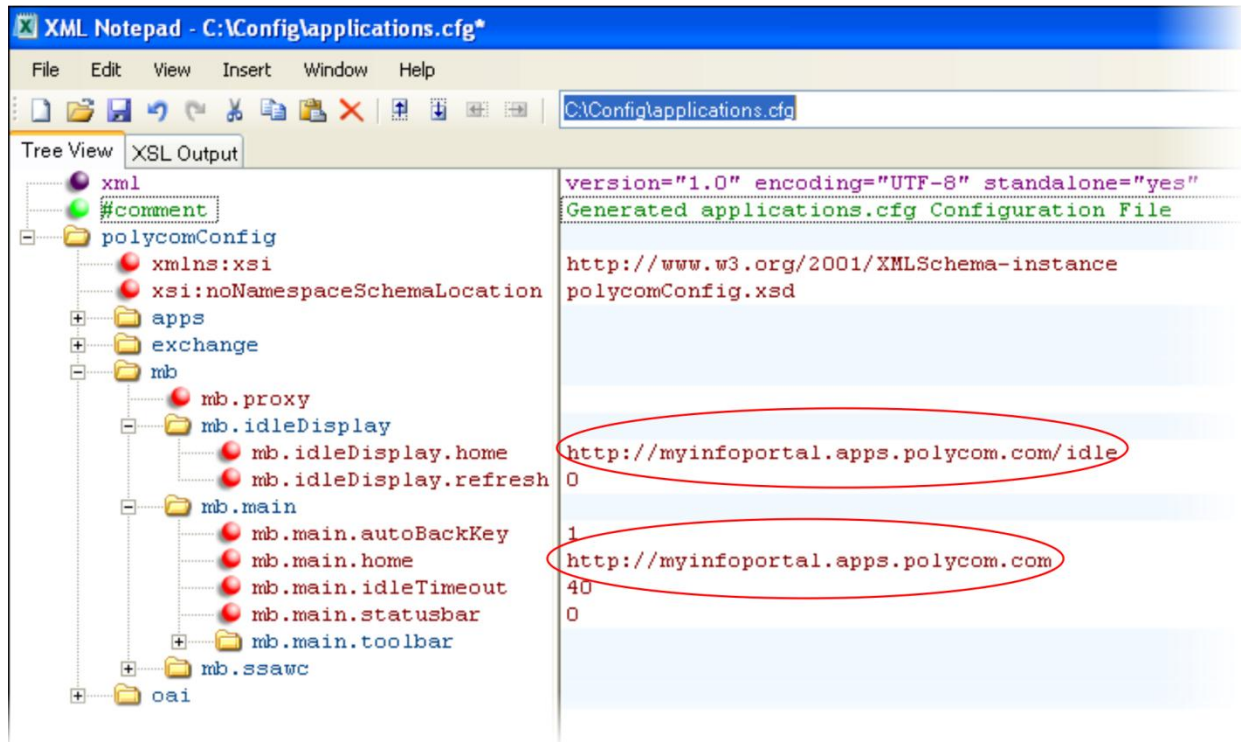 XML Notepad - C:\Config\applications.cfg*
File Edit View Insert Window Help
C:\Config\applications.cfg
Tree View XSL Output
xml version="1.0" encoding="UTF-8" standalone="yes"
#comment Generated applications.cfg Configuration File
polycomConfig
xmlns:xsi http://www.w3.org/2001/XMLSchema-instance
xsi:noNamespaceSchemaLocation polycomConfig.xsd
apps
exchange
mb
mb.proxy
mb.idleDisplay
mb.idleDisplay.home http://myinfoportal.apps.polycom.com/idle
mb.idleDisplay.refresh 0
mb.main
mb.main.autoBackKey 1
mb.main.home http://myinfoportal.apps.polycom.com
mb.main.idleTimeout 40
mb.main.statusbar 0
mb.main.toolbar
mb.ssawc
oai